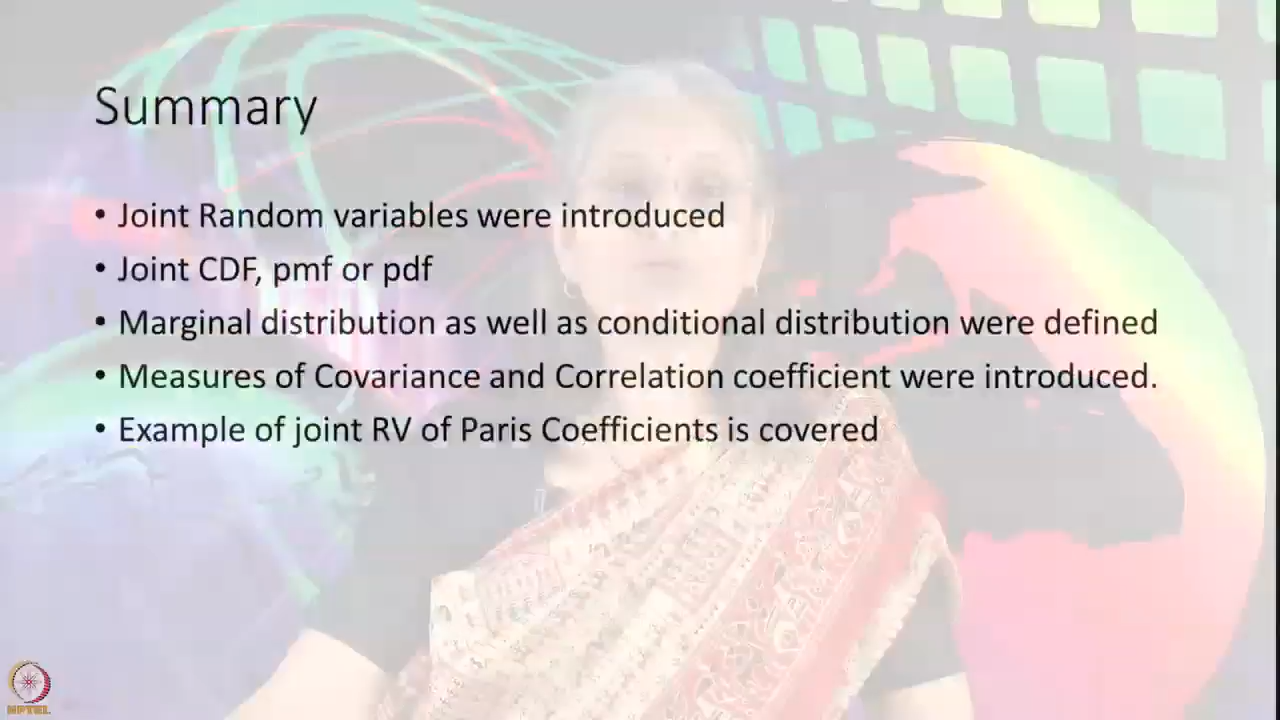 Summary
• Joint Random variables were introduced
• Joint CDF, pmf or pdf
• Marginal distribution as well as conditional distribution were defined
• Measures of Covariance and Correlation coefficient were introduced.
• Example of joint RV of Paris Coefficients is covered
NPTEL